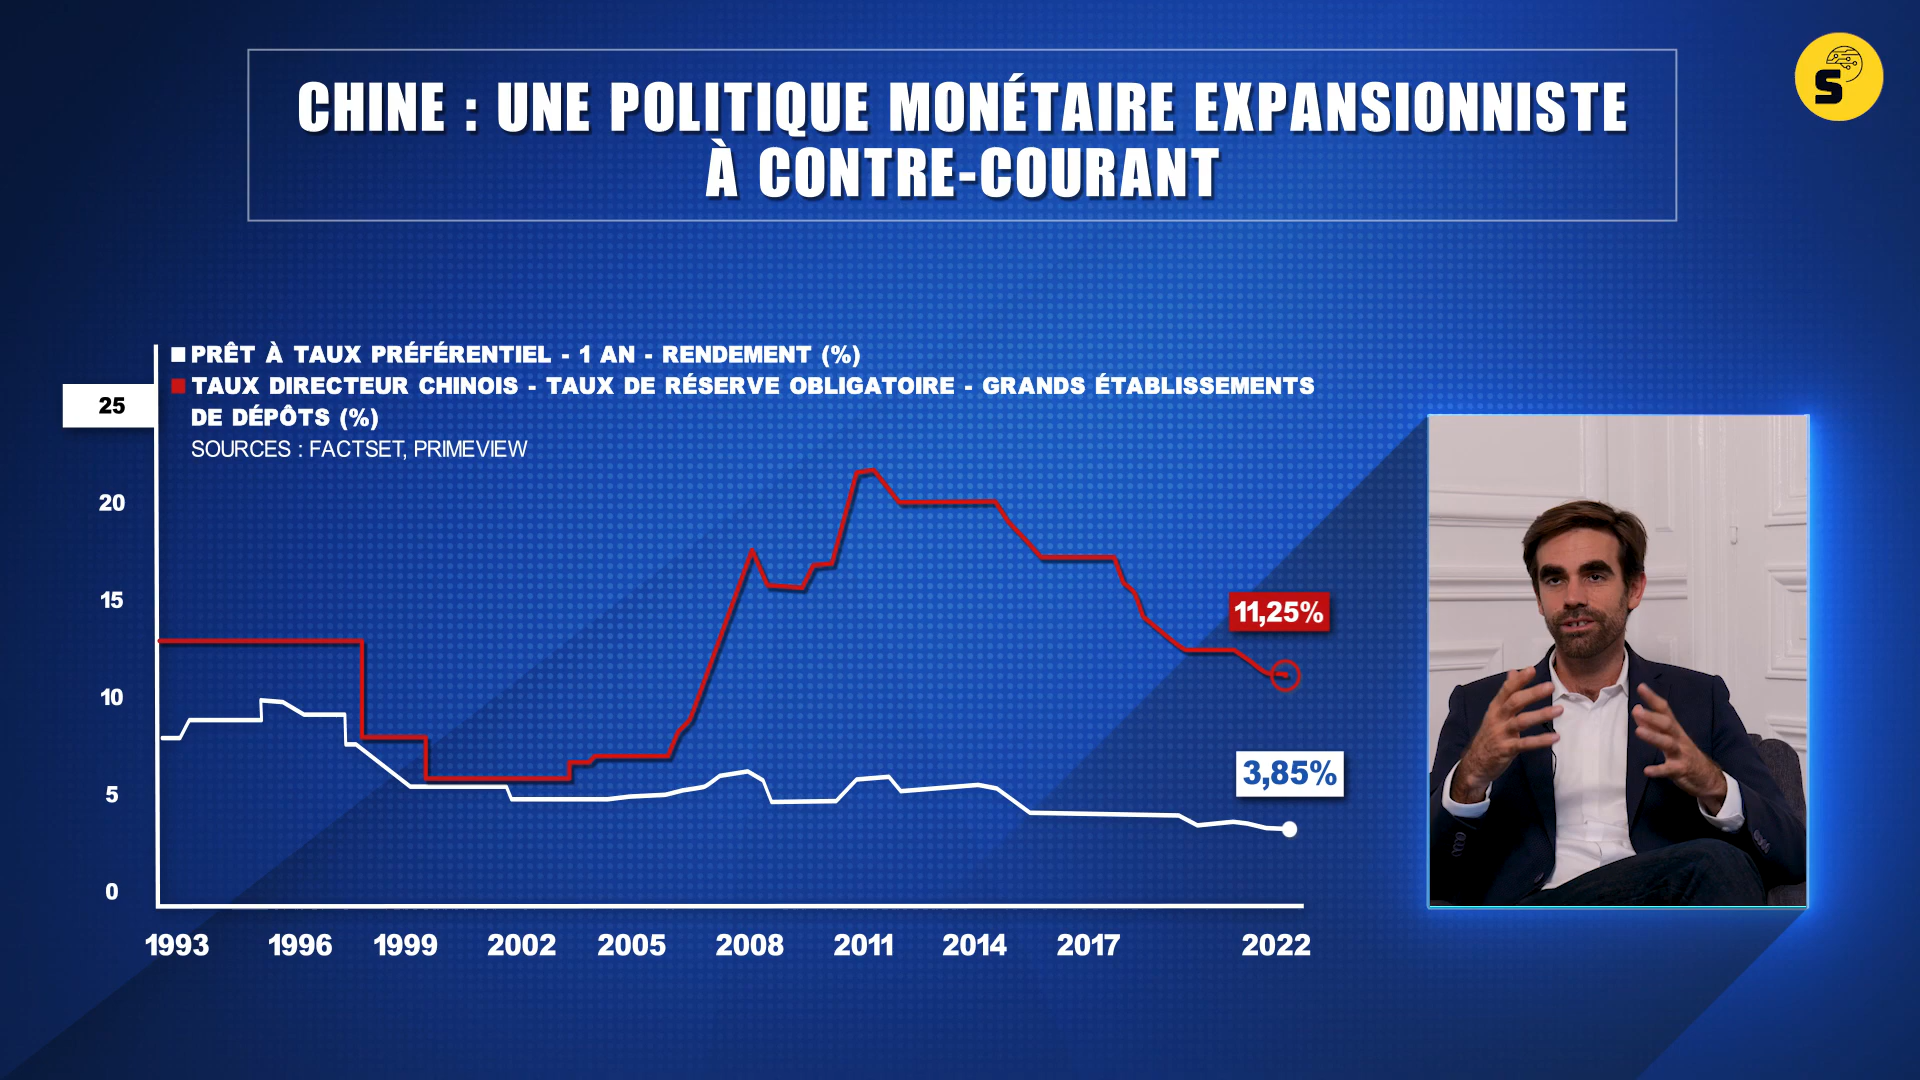 CHINE : UNE POLITIQUE MONÉTAIRE EXPANSIONNISTE
À CONTRE-COURANT
S
PRÊT À TAUX PRÉFÉRENTIEL - 1 AN - RENDEMENT (%)
TAUX DIRECTEUR CHINOIS - TAUX DE RÉSERVE OBLIGATOIRE - GRANDS ÉTABLISSEMENTS
DE DÉPÔTS (%)
SOURCES : FACTSET, PRIMEVIEW
25
20
15
10
5
0
11,25%
3,85%
1993 1996 1999 2002 2005 2008 2011 2014 2017 2022